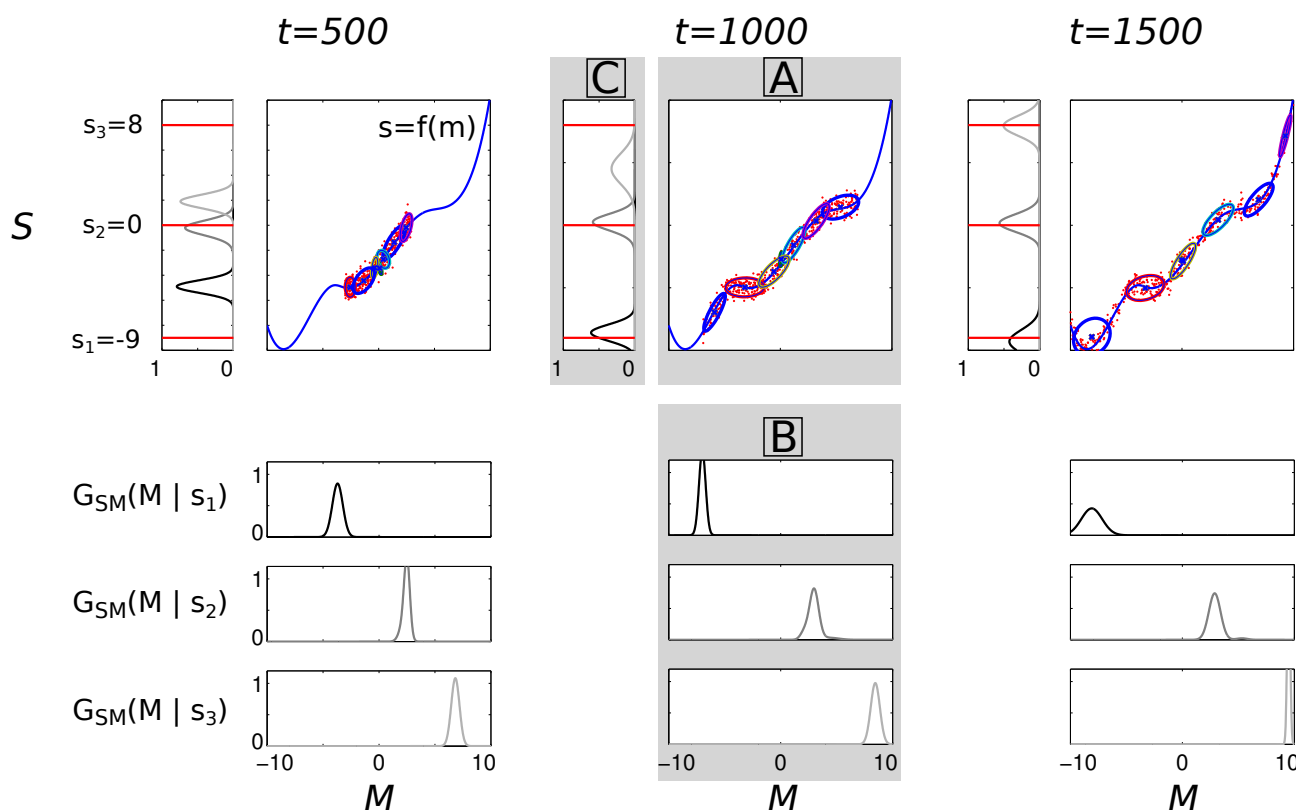 t=500
t=1000
t=1500
C
A
s=f(m)
S
s₃=8
s₂=0
s₁=-9
1 0
1 0
1 0
B
G_SM(M | s₁)
1
0
G_SM(M | s₂)
1
0
G_SM(M | s₃)
1
0
−10 0 10
−10 0 10
−10 0 10
M
M
M